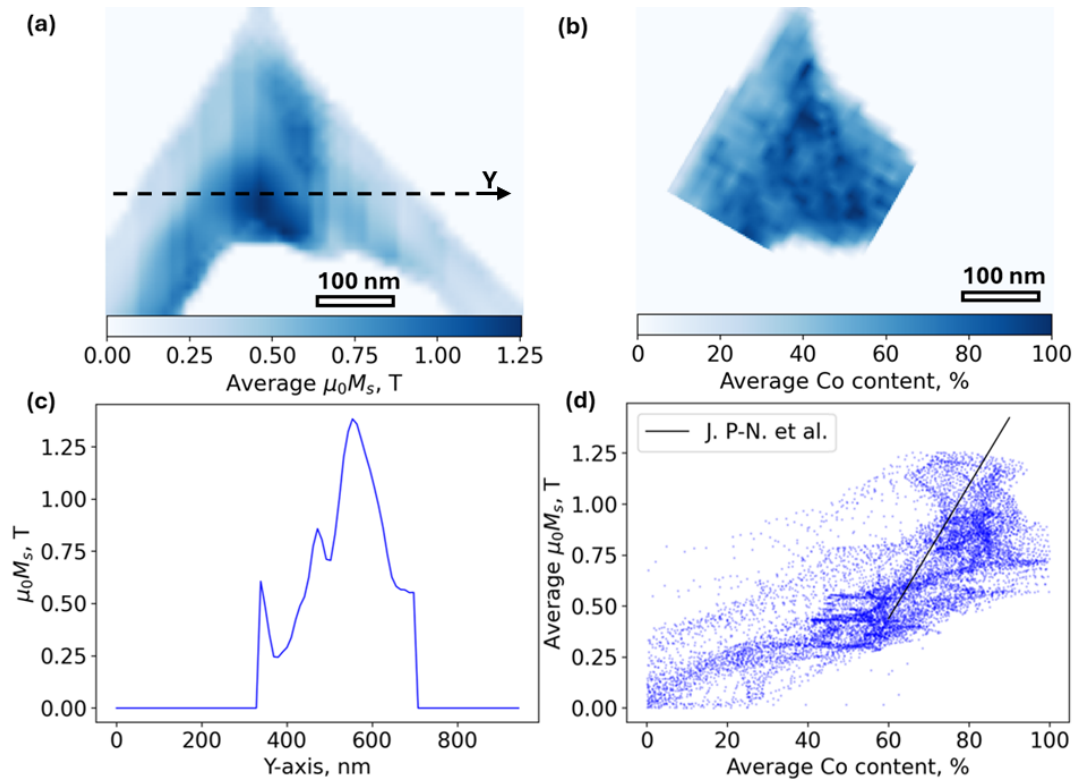 (a)
Y
100 nm
0.00 0.25 0.50 0.75 1.00 1.25
Average μ₀Mₛ, T
(b)
100 nm
0 20 40 60 80 100
Average Co content, %
(c)
μ₀Mₛ, T
1.25
1.00
0.75
0.50
0.25
0.00
0 200 400 600 800
Y-axis, nm
(d)
J. P-N. et al.
Average μ₀Mₛ, T
1.25
1.00
0.75
0.50
0.25
0.00
0 20 40 60 80 100
Average Co content, %